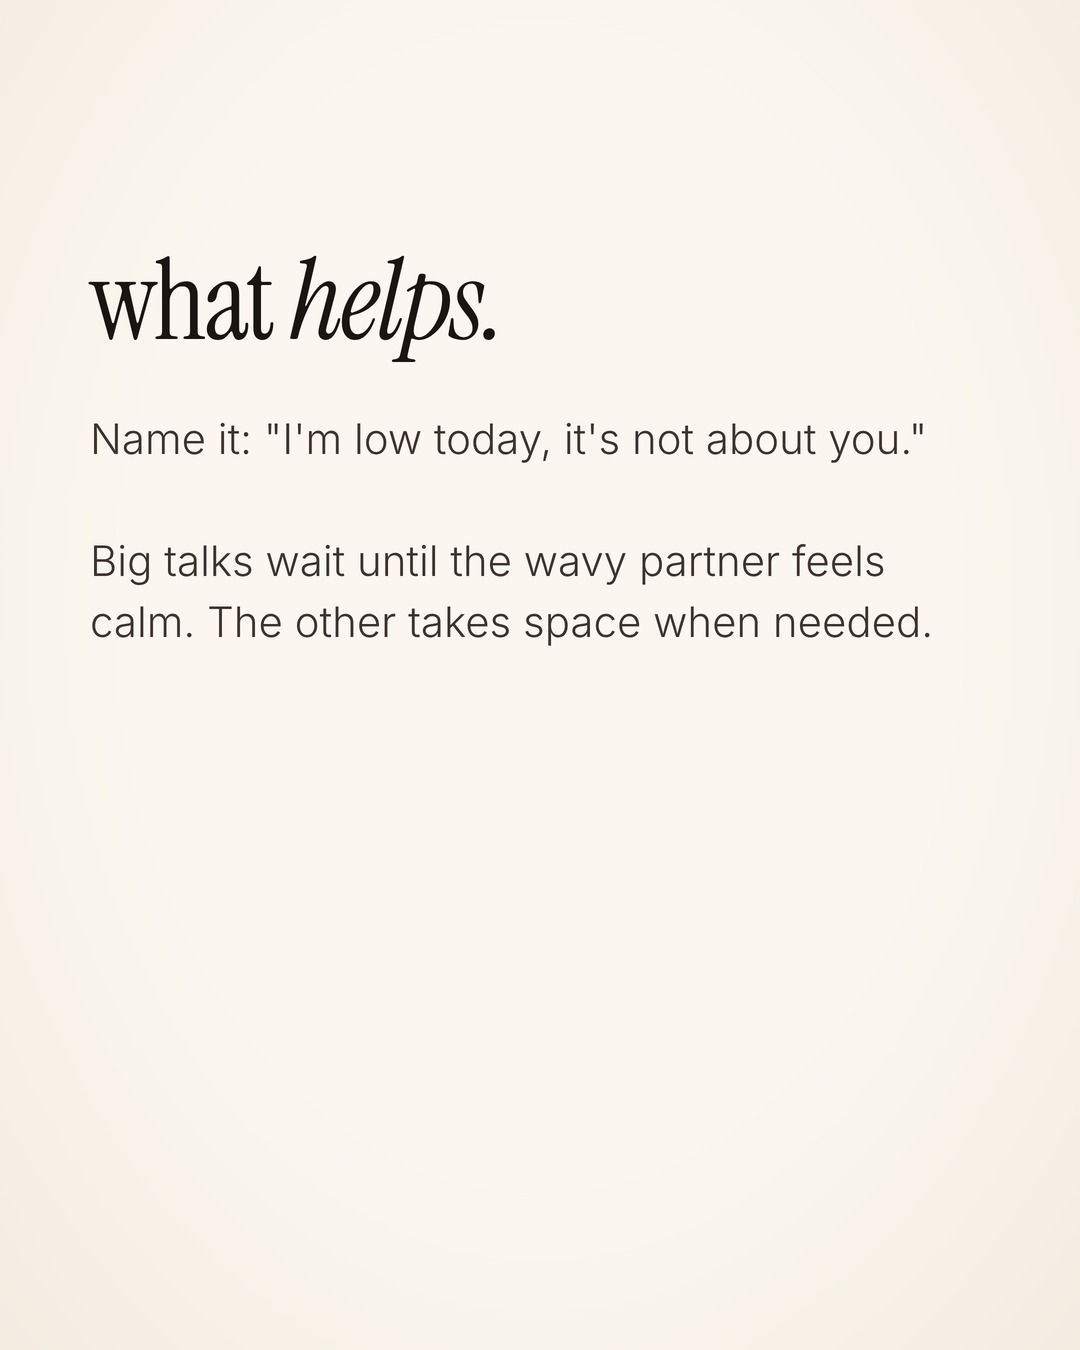 what helps.
Name it: "I'm low today, it's not about you."
Big talks wait until the wavy partner feels
calm. The other takes space when needed.